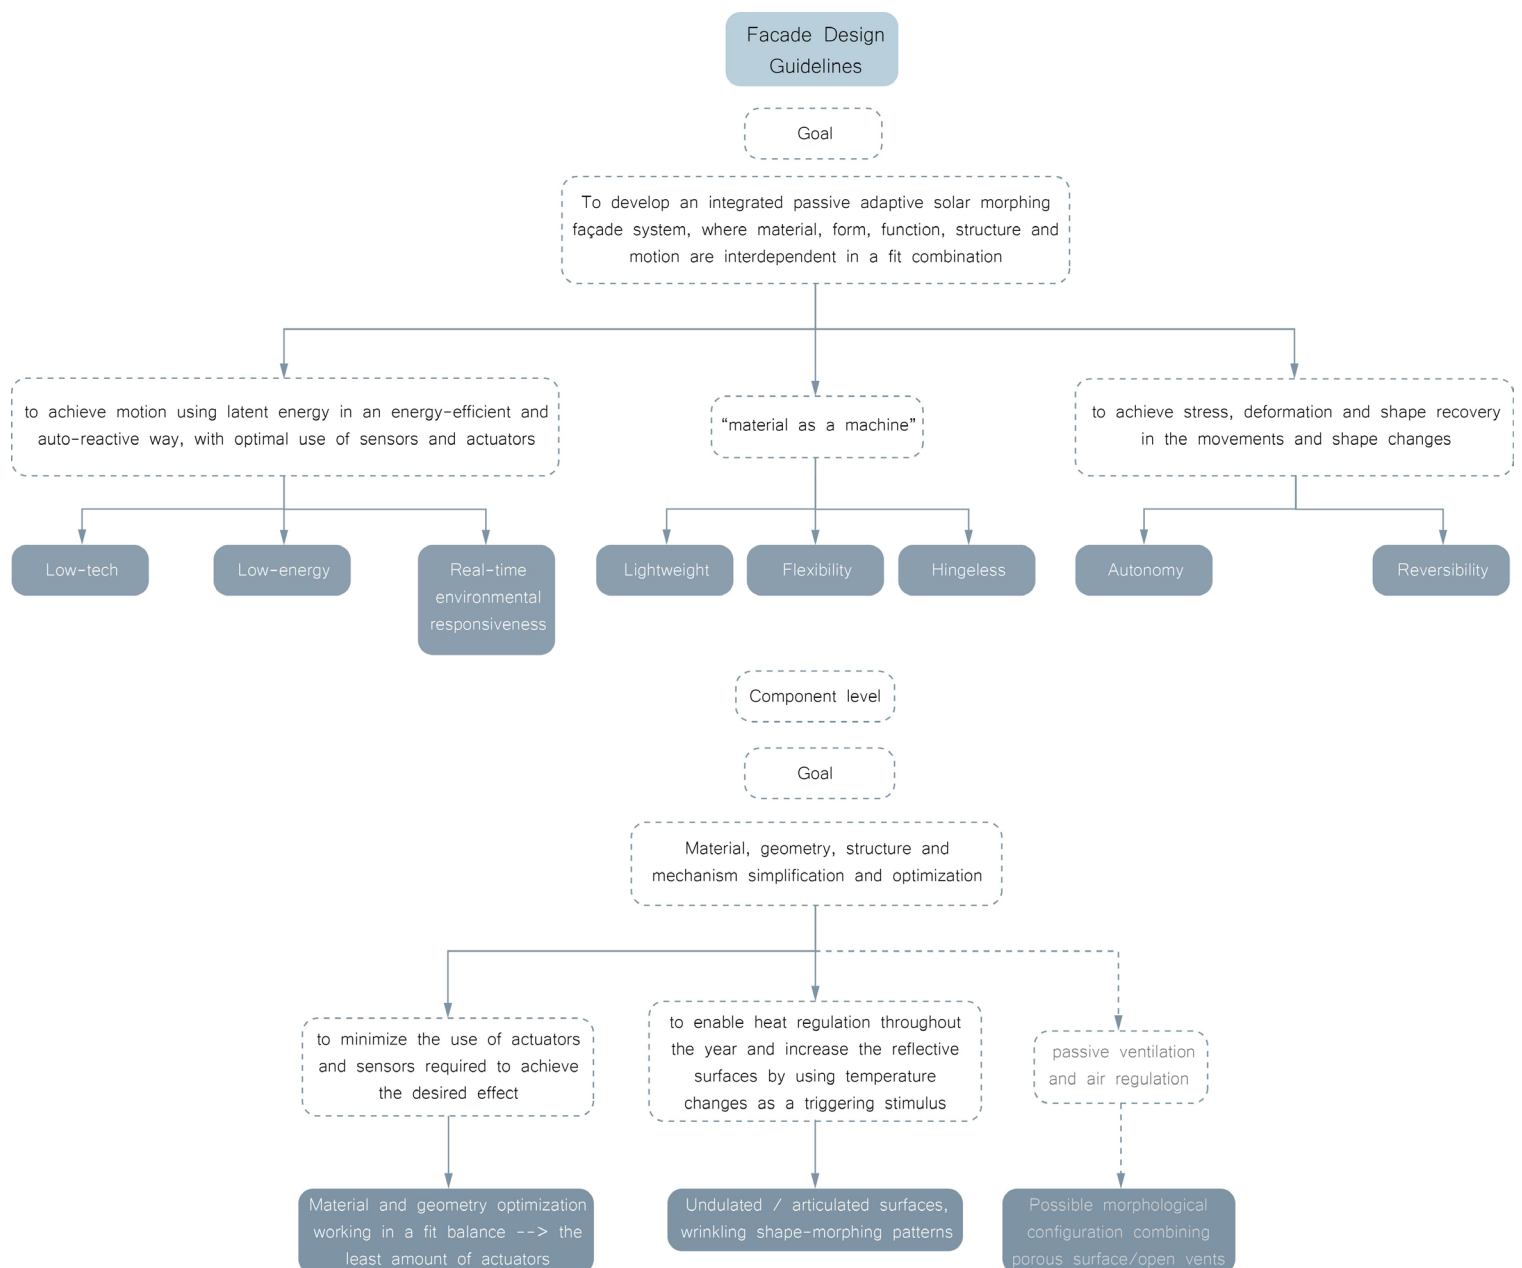 Facade Design
Guidelines
Goal
To develop an integrated passive adaptive solar morphing
façade system, where material, form, function, structure and
motion are interdependent in a fit combination
to achieve motion using latent energy in an energy-efficient and
auto-reactive way, with optimal use of sensors and actuators
"material as a machine"
to achieve stress, deformation and shape recovery
in the movements and shape changes
Low-tech
Low-energy
Real-time
environmental
responsiveness
Lightweight
Flexibility
Hingeless
Autonomy
Reversibility
Component level
Goal
Material, geometry, structure and
mechanism simplification and optimization
to minimize the use of actuators
and sensors required to achieve
the desired effect
to enable heat regulation throughout
the year and increase the reflective
surfaces by using temperature
changes as a triggering stimulus
passive ventilation
and air regulation
Material and geometry optimization
working in a fit balance --> the
least amount of actuators
Undulated / articulated surfaces,
wrinkling shape-morphing patterns
Possible morphological
configuration combining
porous surface/open vents